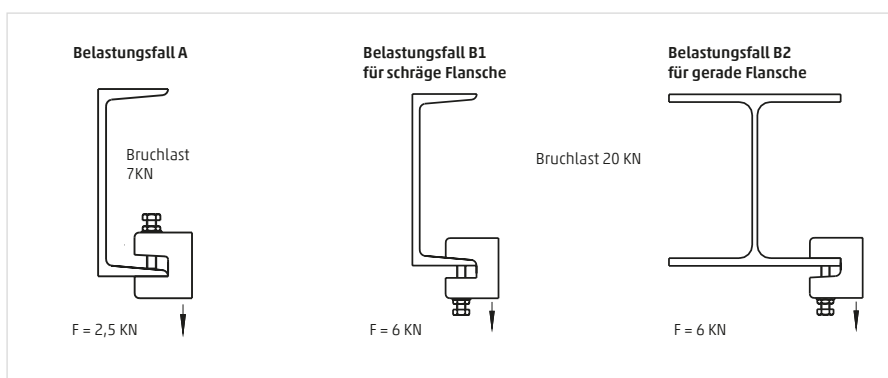 Belastungsfall A
Bruchlast
7KN
F = 2,5 KN
Belastungsfall B1
für schräge Flansche
Bruchlast 20 KN
F = 6 KN
Belastungsfall B2
für gerade Flansche
F = 6 KN